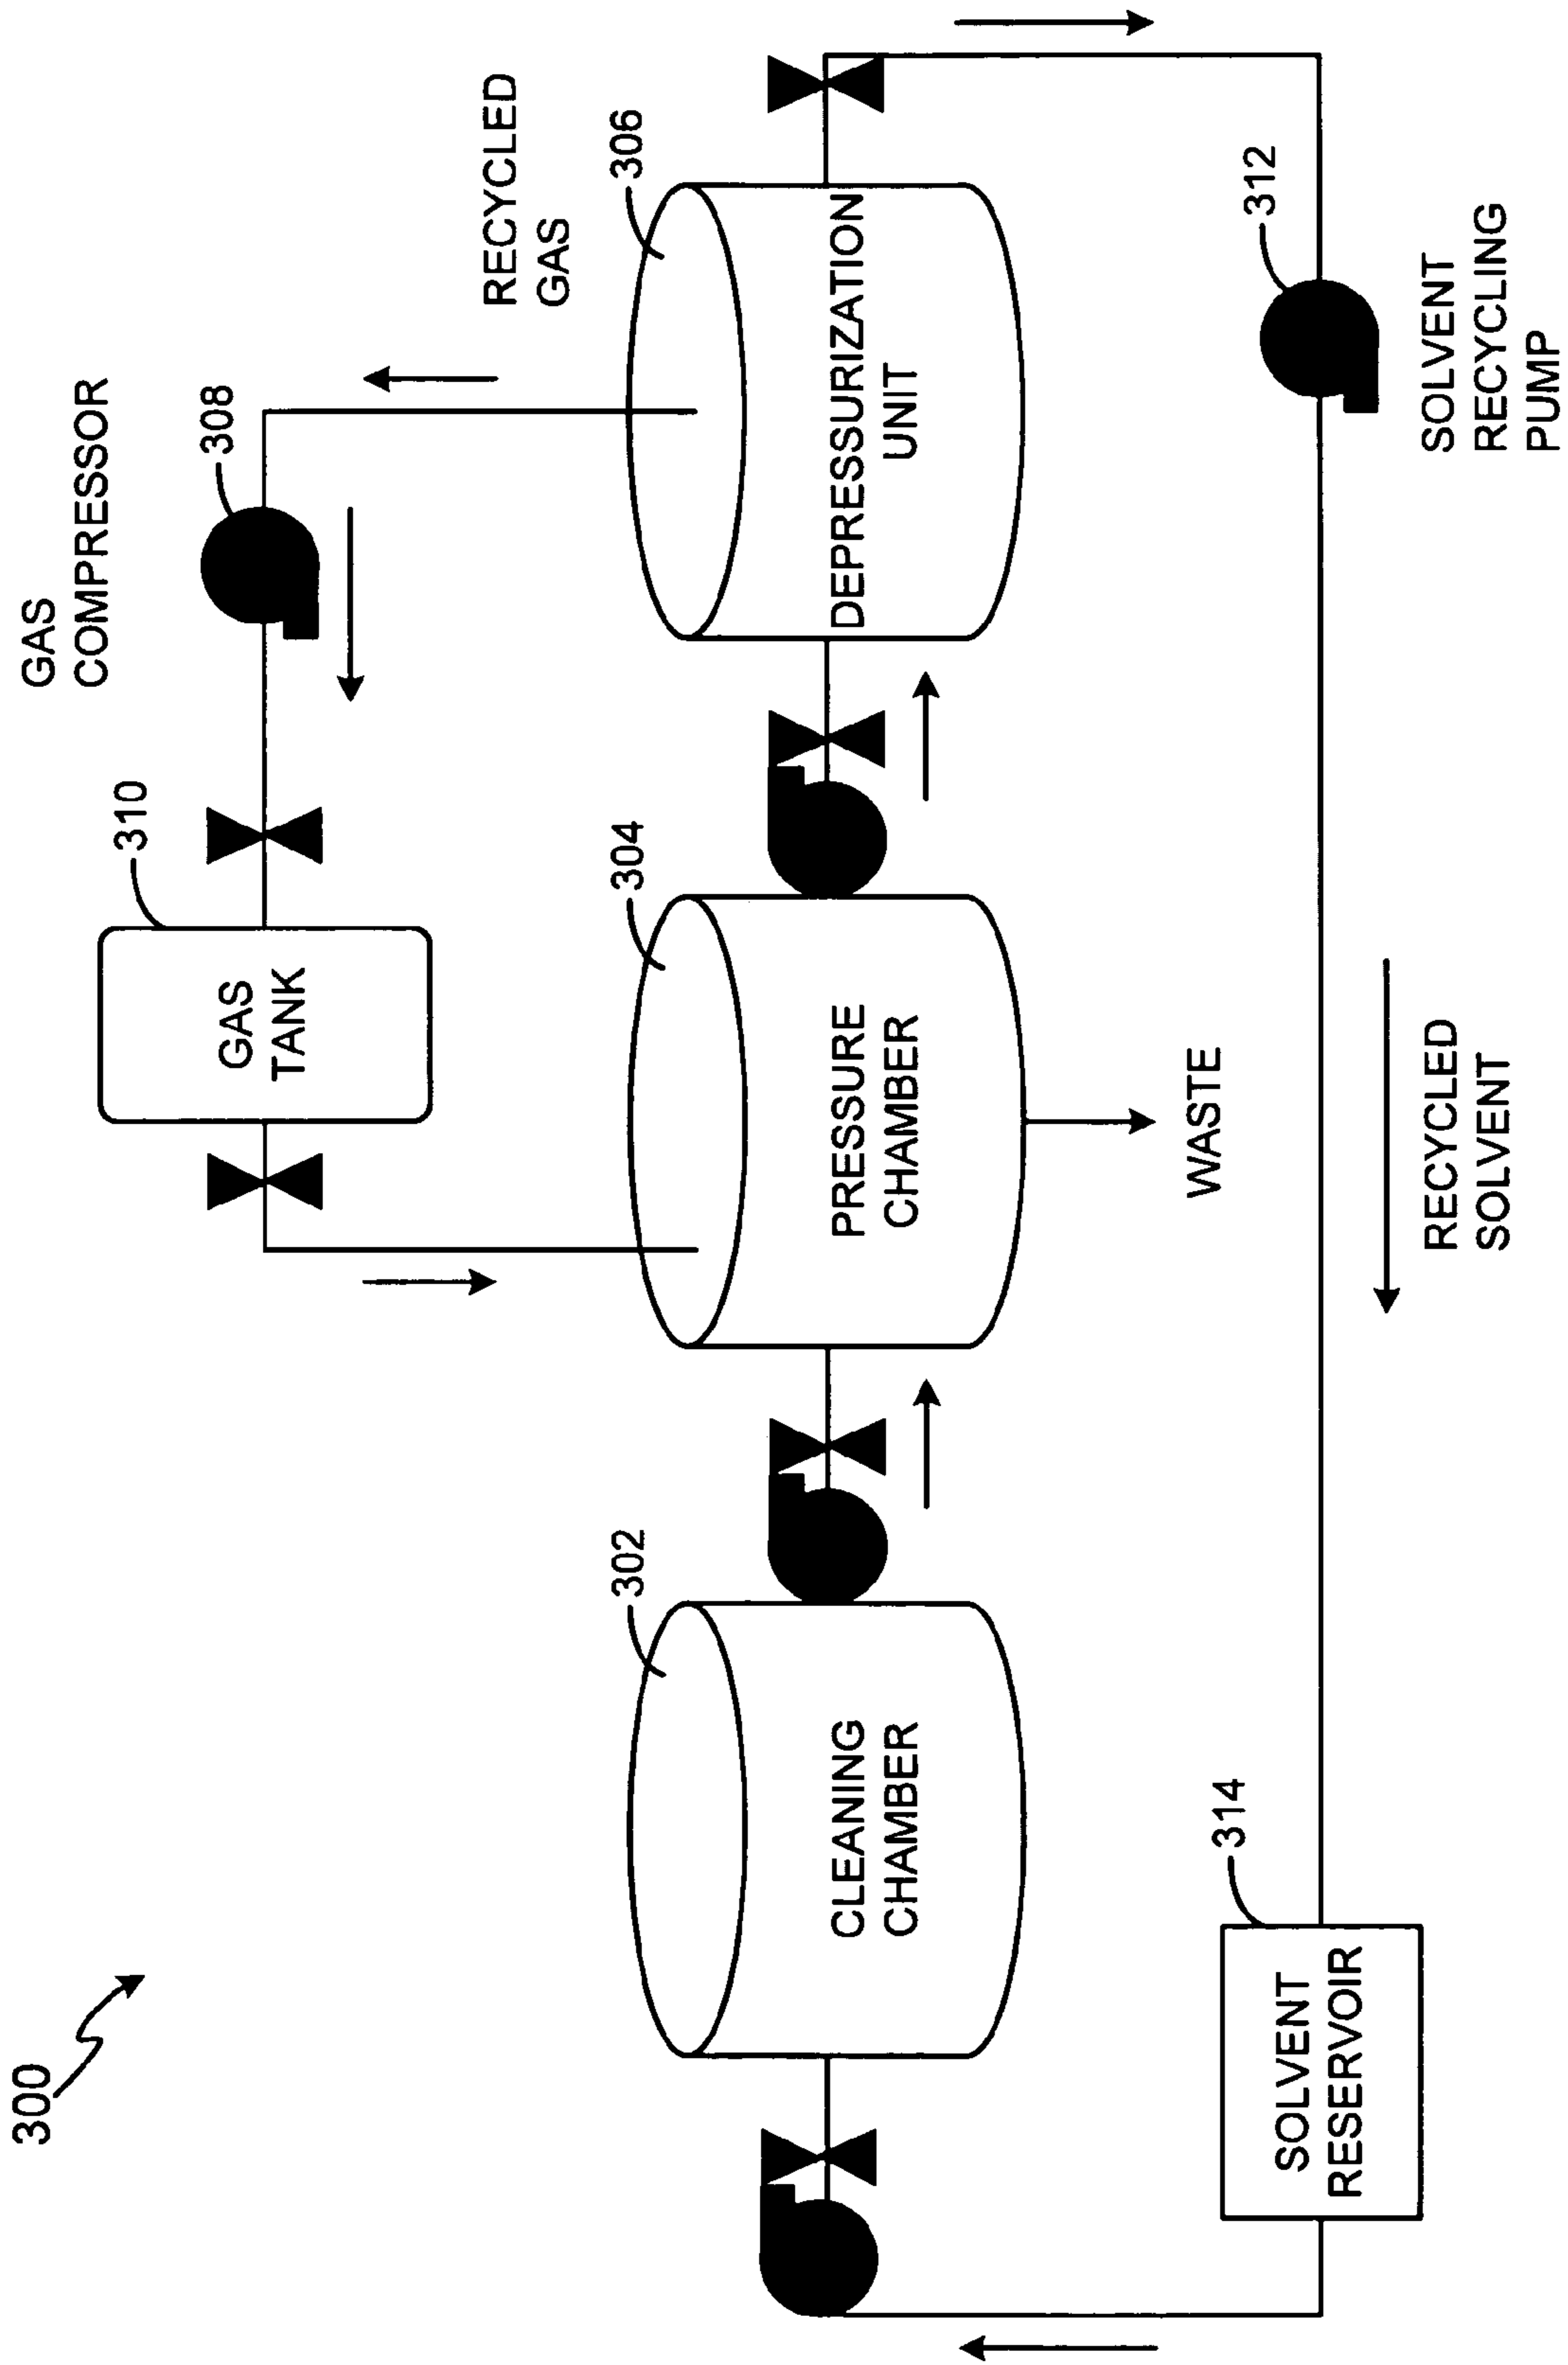 300
GAS
COMPRESSOR
308
310
GAS
TANK
RECYCLED
GAS
302
304
306
CLEANING
CHAMBER
PRESSURE
CHAMBER
DEPRESSURIZATION
UNIT
WASTE
314
SOLVENT
RESERVOIR
312
RECYCLED
SOLVENT
SOLVENT
RECYCLING
PUMP